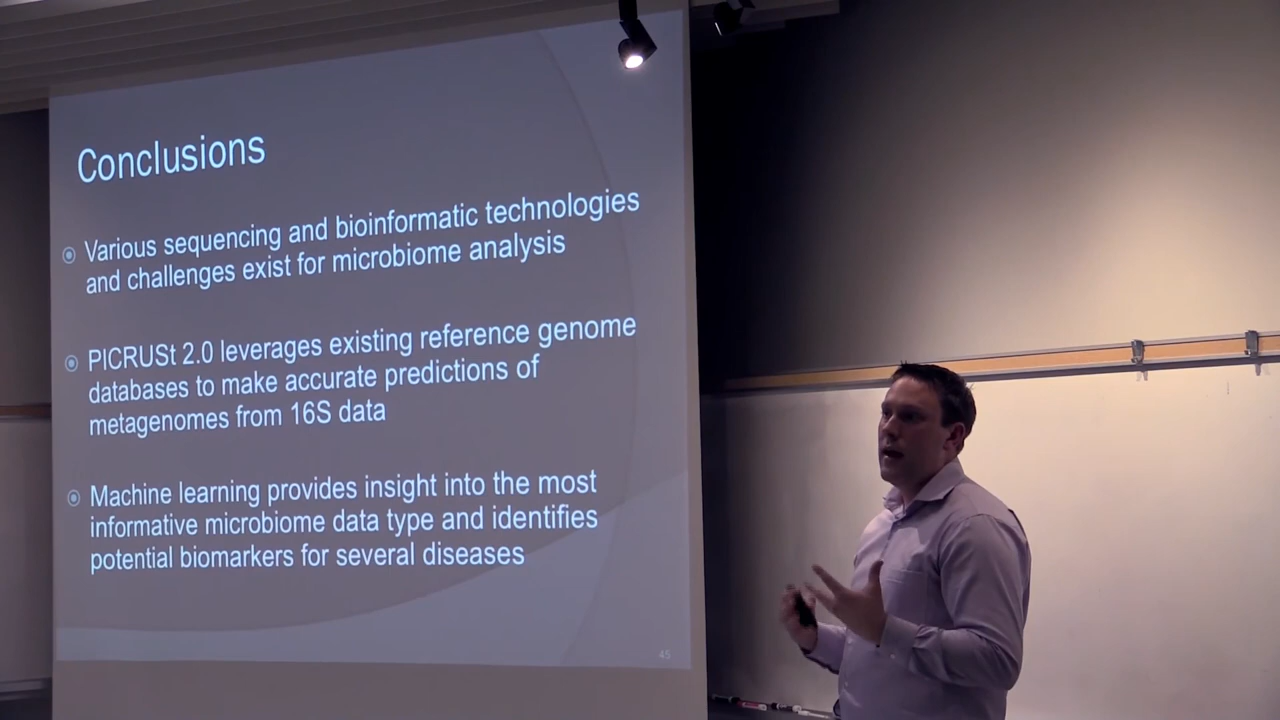 Conclusions
Various sequencing and bioinformatic technologies
and challenges exist for microbiome analysis
PICRUSt 2.0 leverages existing reference genome
databases to make accurate predictions of
metagenomes from 16S data
Machine learning provides insight into the most
informative microbiome data type and identifies
potential biomarkers for several diseases
45